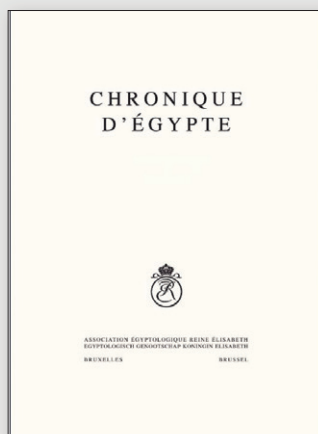 CHRONIQUE
D'ÉGYPTE
ASSOCIATION ÉGYPTOLOGIQUE REINE ÉLISABETH
EGYPTOLOGISCH GENOOTSCHAP KONINGIN ELISABETH
BRUXELLES BRUSSEL